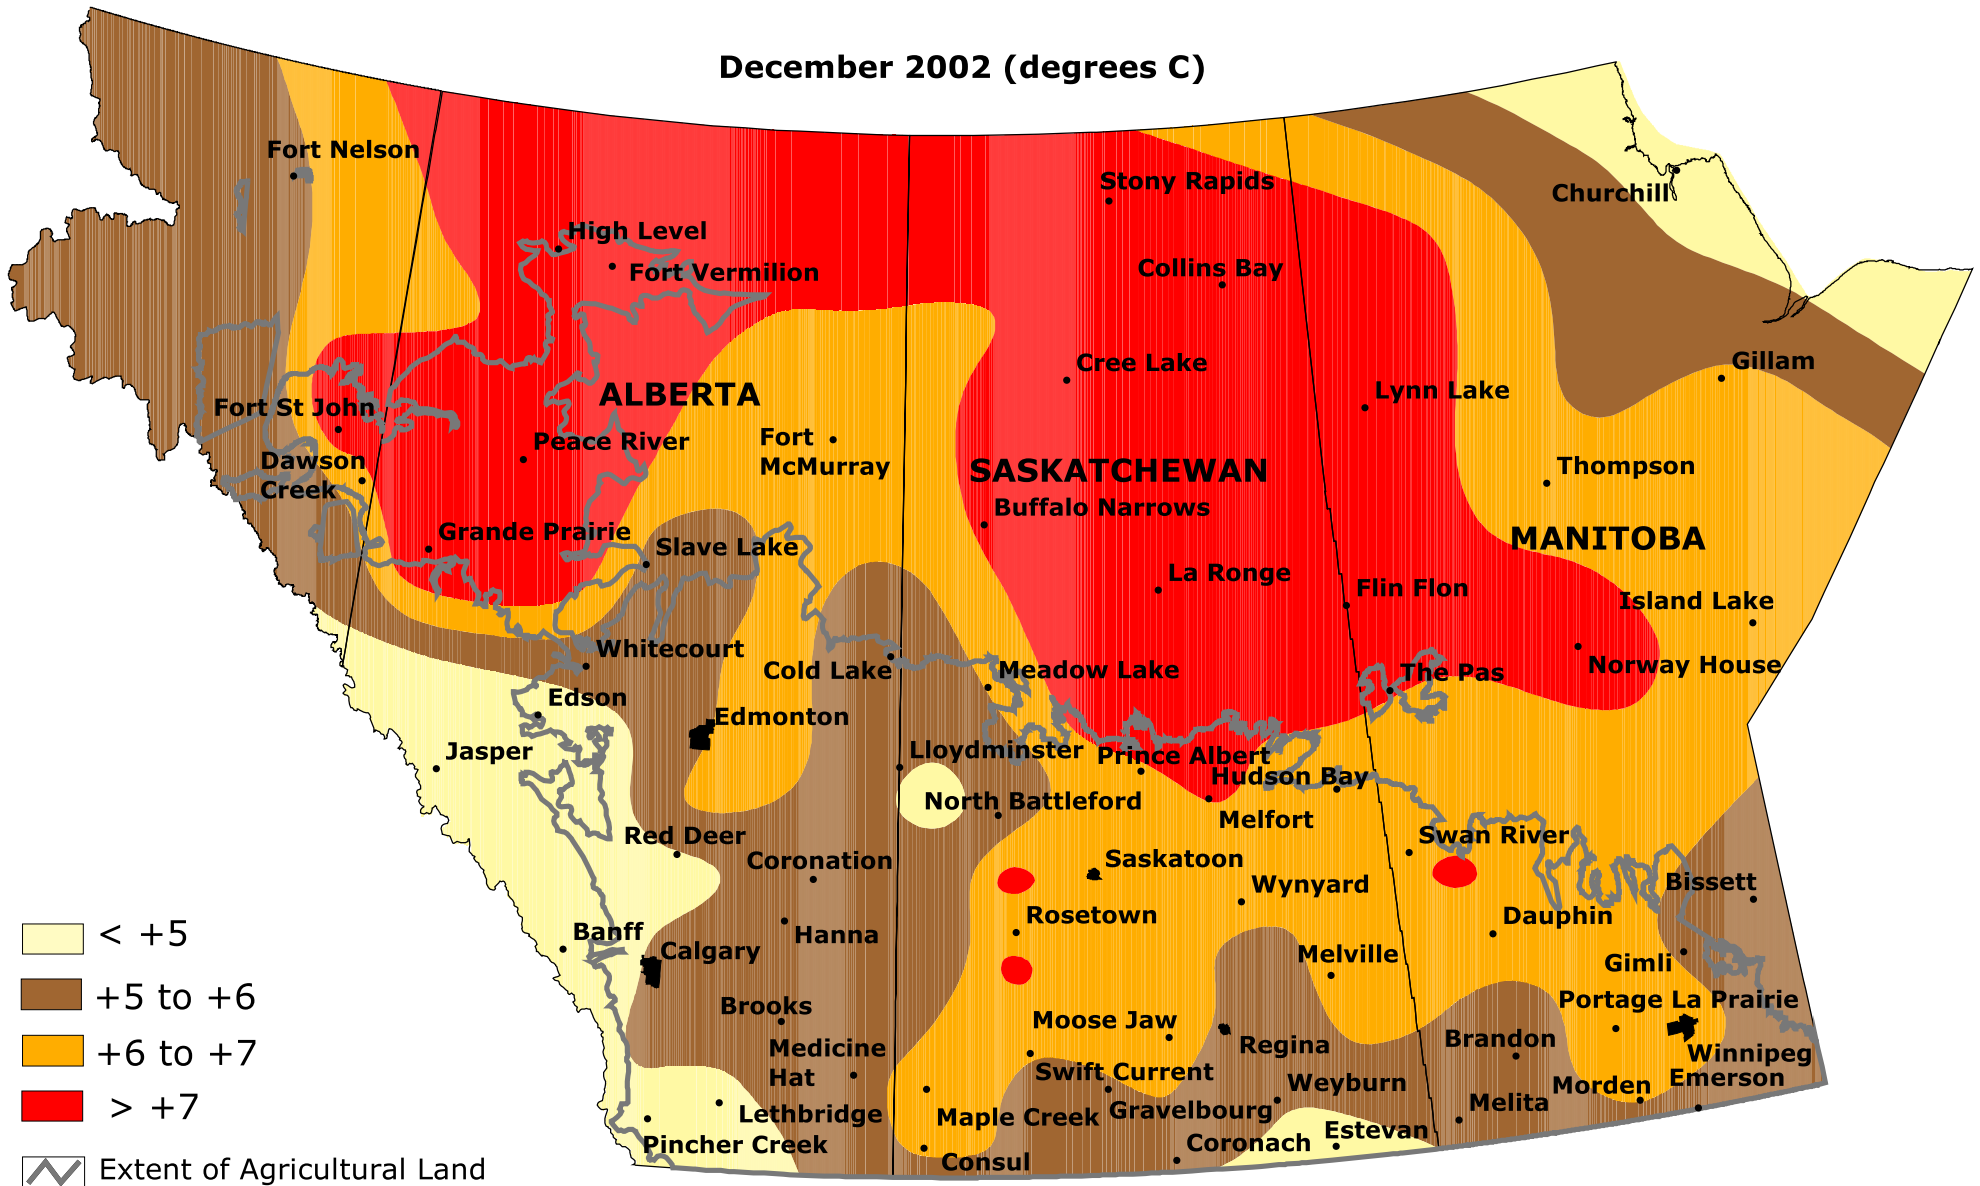 December 2002 (degrees C)
Fort Nelson
Stony Rapids
Churchill
High Level
Fort Vermilion
Collins Bay
Gillam
Cree Lake
Lynn Lake
ALBERTA
Fort St John
Peace River
Fort
McMurray
Dawson
Creek
SASKATCHEWAN
Thompson
Buffalo Narrows
Grande Prairie
Slave Lake
MANITOBA
La Ronge
Flin Flon
Island Lake
Whitecourt
Cold Lake
Meadow Lake
The Pas
Norway House
Edson
Edmonton
Jasper
Lloydminster
Prince Albert
Hudson Bay
North Battleford
Melfort
Red Deer
Swan River
Coronation
Saskatoon
Wynyard
Bissett
Rosetown
Dauphin
Banff
Hanna
Calgary
Melville
Gimli
Brooks
Portage La Prairie
Moose Jaw
Regina
Brandon
Winnipeg
Medicine
Hat
Swift Current
Weyburn
Morden
Emerson
Lethbridge
Maple Creek
Gravelbourg
Melita
Pincher Creek
Consul
Coronach
Estevan
< +5
+5 to +6
+6 to +7
> +7
Extent of Agricultural Land